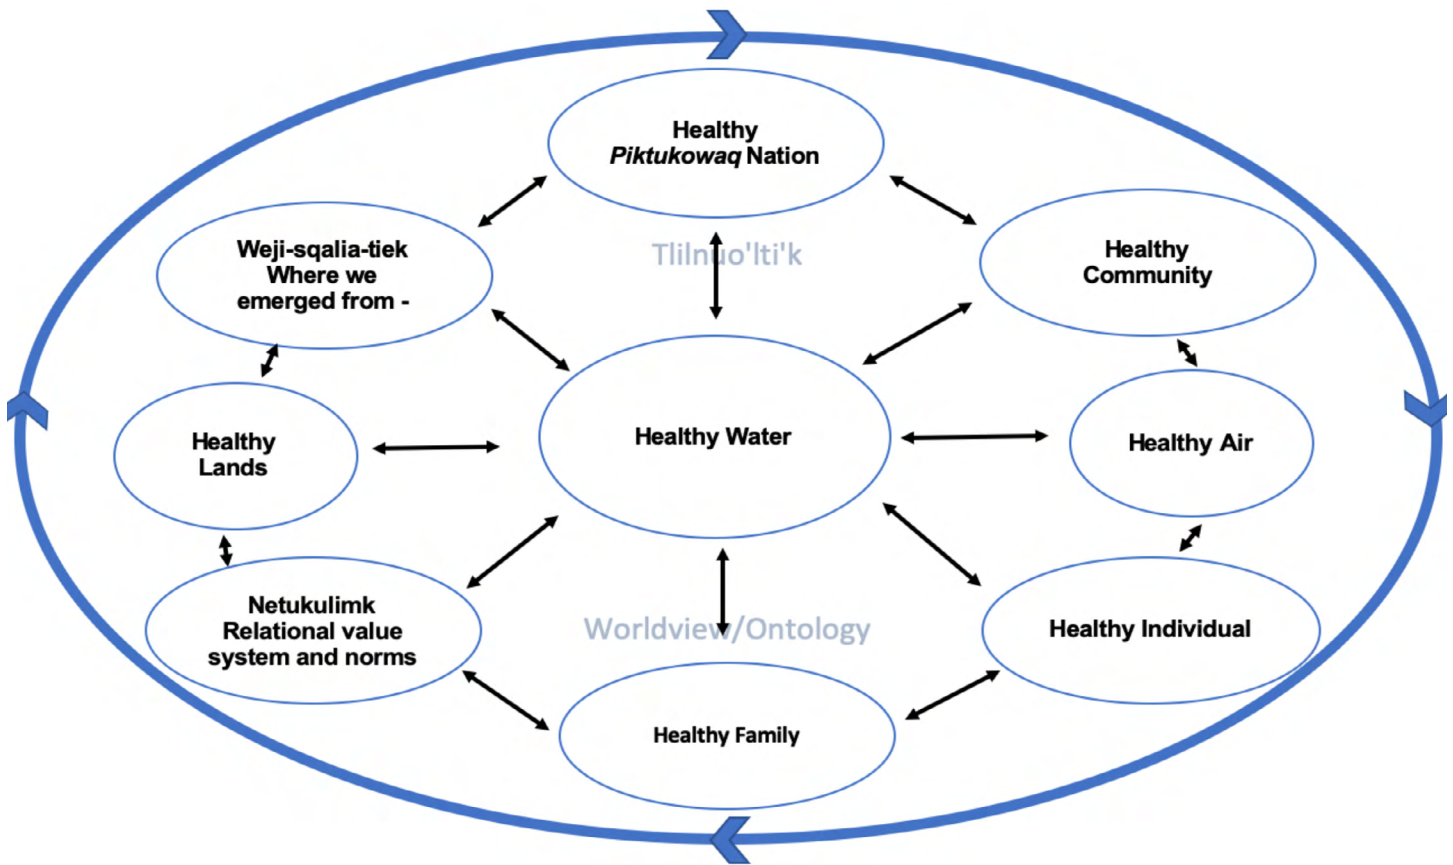 Healthy
Piktukowaq Nation
Tlilnuo'lti'k
Weji-sqalia-tiek
Where we
emerged from -
Healthy
Community
Healthy
Lands
Healthy Water
Healthy Air
Netukulimk
Relational value
system and norms
Worldview/Ontology
Healthy Individual
Healthy Family